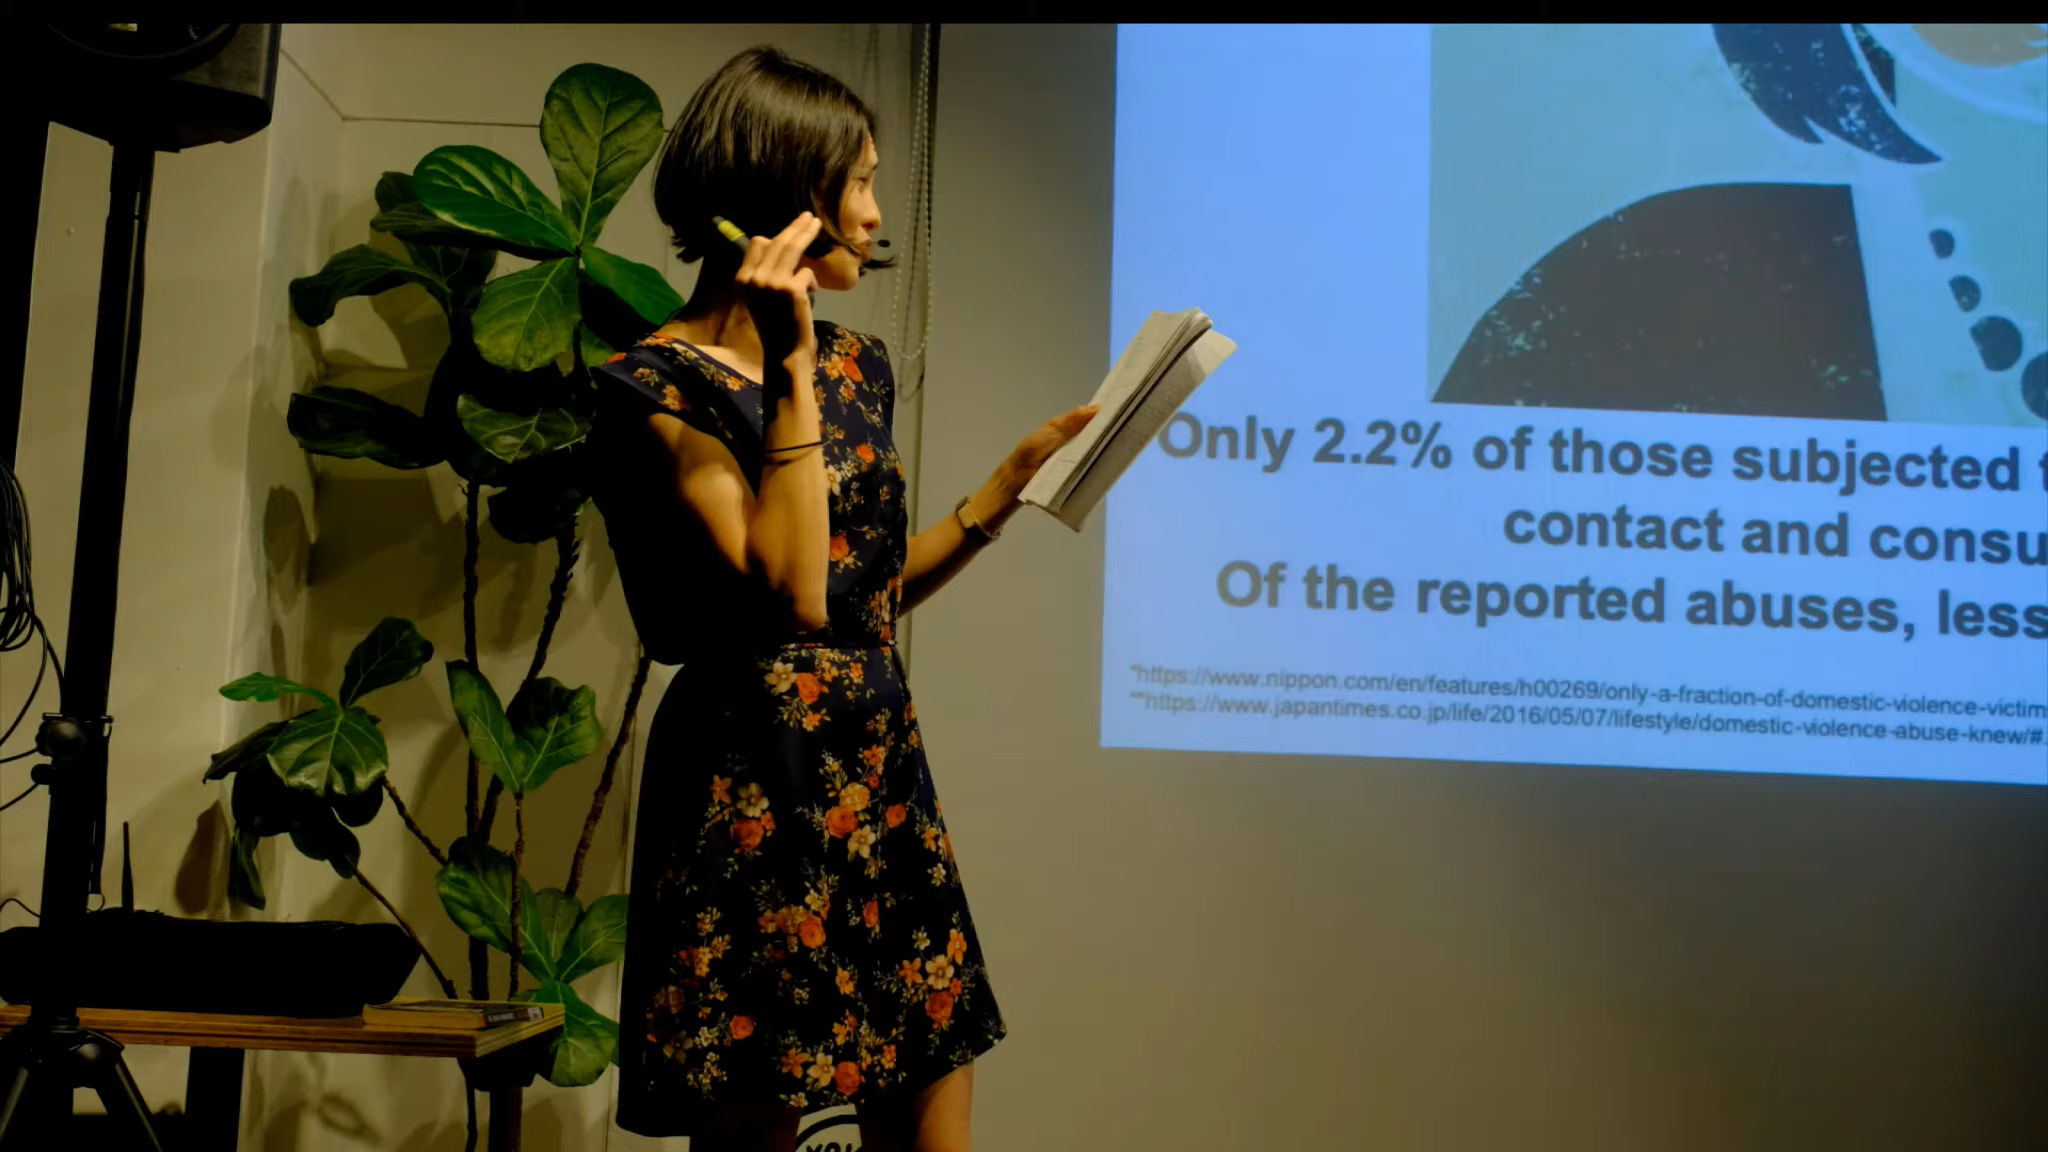 Only 2.2% of those subjected
contact and consu
Of the reported abuses, less
*https://www.nippon.com/en/features/h00269/only-a-fraction-of-domestic-violence-victim
**https://www.japantimes.co.jp/life/2016/05/07/lifestyle/domestic-violence-abuse-knew/#.